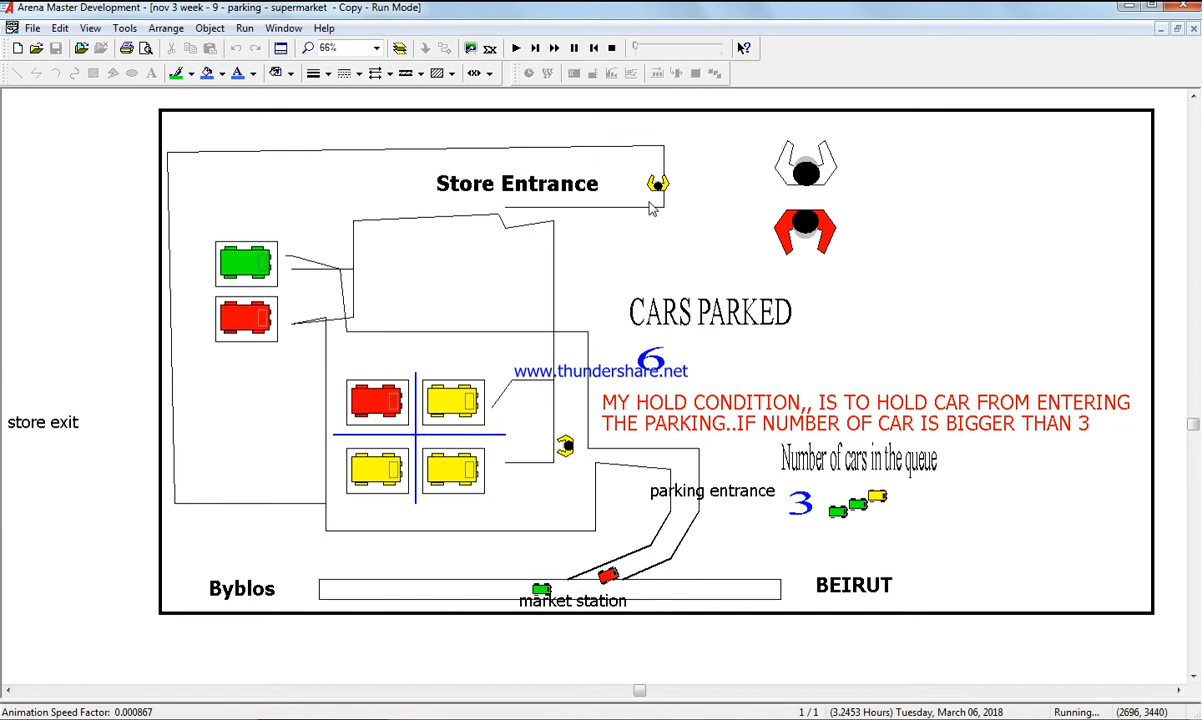 Arena Master Development - [nov 3 week - 9 - parking - supermarket - Copy - Run Mode]
File Edit View Tools Arrange Object Run Window Help
66%
Store Entrance
CARS PARKED
6
www.thundershare.net
MY HOLD CONDITION,, IS TO HOLD CAR FROM ENTERING
THE PARKING..IF NUMBER OF CAR IS BIGGER THAN 3
store exit
Number of cars in the queue
parking entrance
3
Byblos
BEIRUT
market station
Animation Speed Factor: 0.000867 1 / 1 (3.2453 Hours) Tuesday, March 06, 2018 Running... (2696, 3440)